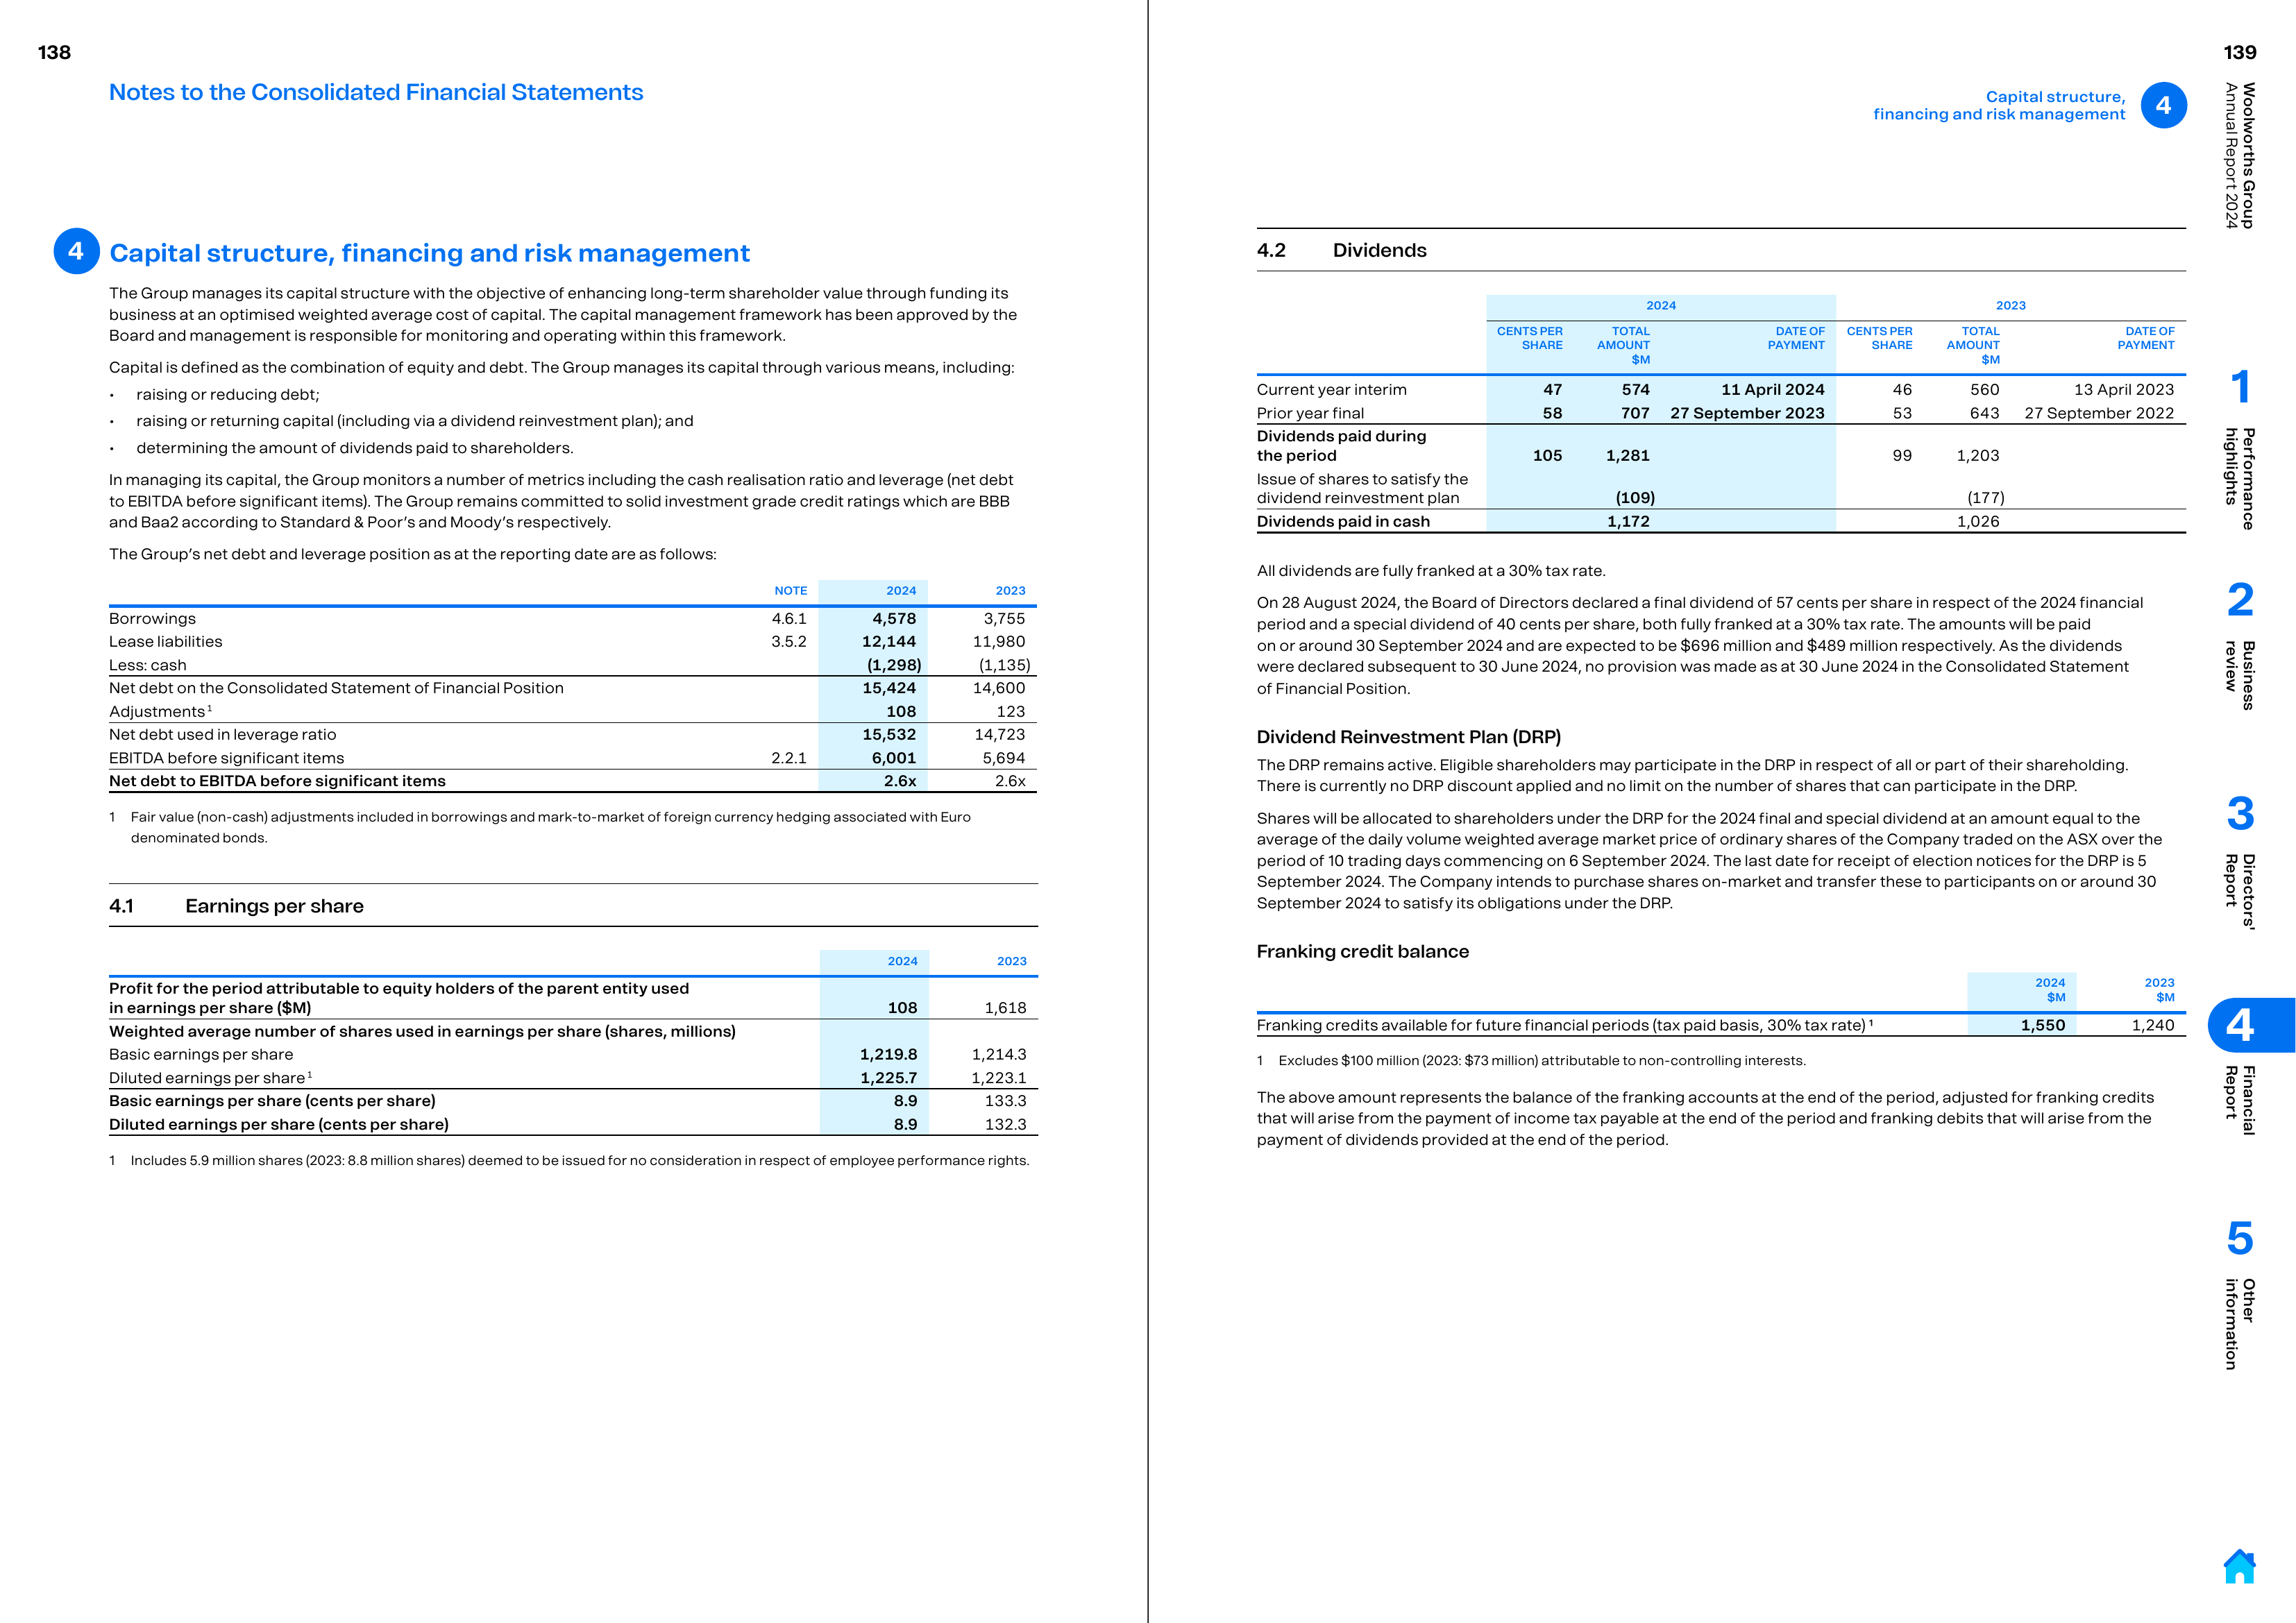 138
Notes to the Consolidated Financial Statements
4 Capital structure, financing and risk management
The Group manages its capital structure with the objective of enhancing long-term shareholder value through funding its
business at an optimised weighted average cost of capital. The capital management framework has been approved by the
Board and management is responsible for monitoring and operating within this framework.
Capital is defined as the combination of equity and debt. The Group manages its capital through various means, including:
• raising or reducing debt;
• raising or returning capital (including via a dividend reinvestment plan); and
• determining the amount of dividends paid to shareholders.
In managing its capital, the Group monitors a number of metrics including the cash realisation ratio and leverage (net debt
to EBITDA before significant items). The Group remains committed to solid investment grade credit ratings which are BBB
and Baa2 according to Standard & Poor's and Moody's respectively.
The Group's net debt and leverage position as at the reporting date are as follows:
NOTE 2024 2023
Borrowings 4.6.1 4,578 3,755
Lease liabilities 3.5.2 12,144 11,980
Less: cash (1,298) (1,135)
Net debt on the Consolidated Statement of Financial Position 15,424 14,600
Adjustments 1 108 123
Net debt used in leverage ratio 15,532 14,723
EBITDA before significant items 2.2.1 6,001 5,694
Net debt to EBITDA before significant items 2.6x 2.6x
1 Fair value (non-cash) adjustments included in borrowings and mark-to-market of foreign currency hedging associated with Euro
denominated bonds.
4.1 Earnings per share
2024 2023
Profit for the period attributable to equity holders of the parent entity used
in earnings per share ($M) 108 1,618
Weighted average number of shares used in earnings per share (shares, millions)
Basic earnings per share 1,219.8 1,214.3
Diluted earnings per share 1 1,225.7 1,223.1
Basic earnings per share (cents per share) 8.9 133.3
Diluted earnings per share (cents per share) 8.9 132.3
1 Includes 5.9 million shares (2023: 8.8 million shares) deemed to be issued for no consideration in respect of employee performance rights.
139
Capital structure,
financing and risk management 4
4.2 Dividends
2024 2023
CENTS PER TOTAL DATE OF CENTS PER TOTAL DATE OF
SHARE AMOUNT PAYMENT SHARE AMOUNT PAYMENT
$M $M
Current year interim 47 574 11 April 2024 46 560 13 April 2023
Prior year final 58 707 27 September 2023 53 643 27 September 2022
Dividends paid during
the period 105 1,281 99 1,203
Issue of shares to satisfy the
dividend reinvestment plan (109) (177)
Dividends paid in cash 1,172 1,026
All dividends are fully franked at a 30% tax rate.
On 28 August 2024, the Board of Directors declared a final dividend of 57 cents per share in respect of the 2024 financial
period and a special dividend of 40 cents per share, both fully franked at a 30% tax rate. The amounts will be paid
on or around 30 September 2024 and are expected to be $696 million and $489 million respectively. As the dividends
were declared subsequent to 30 June 2024, no provision was made as at 30 June 2024 in the Consolidated Statement
of Financial Position.
Dividend Reinvestment Plan (DRP)
The DRP remains active. Eligible shareholders may participate in the DRP in respect of all or part of their shareholding.
There is currently no DRP discount applied and no limit on the number of shares that can participate in the DRP.
Shares will be allocated to shareholders under the DRP for the 2024 final and special dividend at an amount equal to the
average of the daily volume weighted average market price of ordinary shares of the Company traded on the ASX over the
period of 10 trading days commencing on 6 September 2024. The last date for receipt of election notices for the DRP is 5
September 2024. The Company intends to purchase shares on-market and transfer these to participants on or around 30
September 2024 to satisfy its obligations under the DRP.
Franking credit balance
2024 2023
$M $M
Franking credits available for future financial periods (tax paid basis, 30% tax rate) 1 1,550 1,240
1 Excludes $100 million (2023: $73 million) attributable to non-controlling interests.
The above amount represents the balance of the franking accounts at the end of the period, adjusted for franking credits
that will arise from the payment of income tax payable at the end of the period and franking debits that will arise from the
payment of dividends provided at the end of the period.
Woolworths Group
Annual Report 2024
1
Performance
highlights
2
Business
review
3
Directors'
Report
4
Financial
Report
5
Other
information